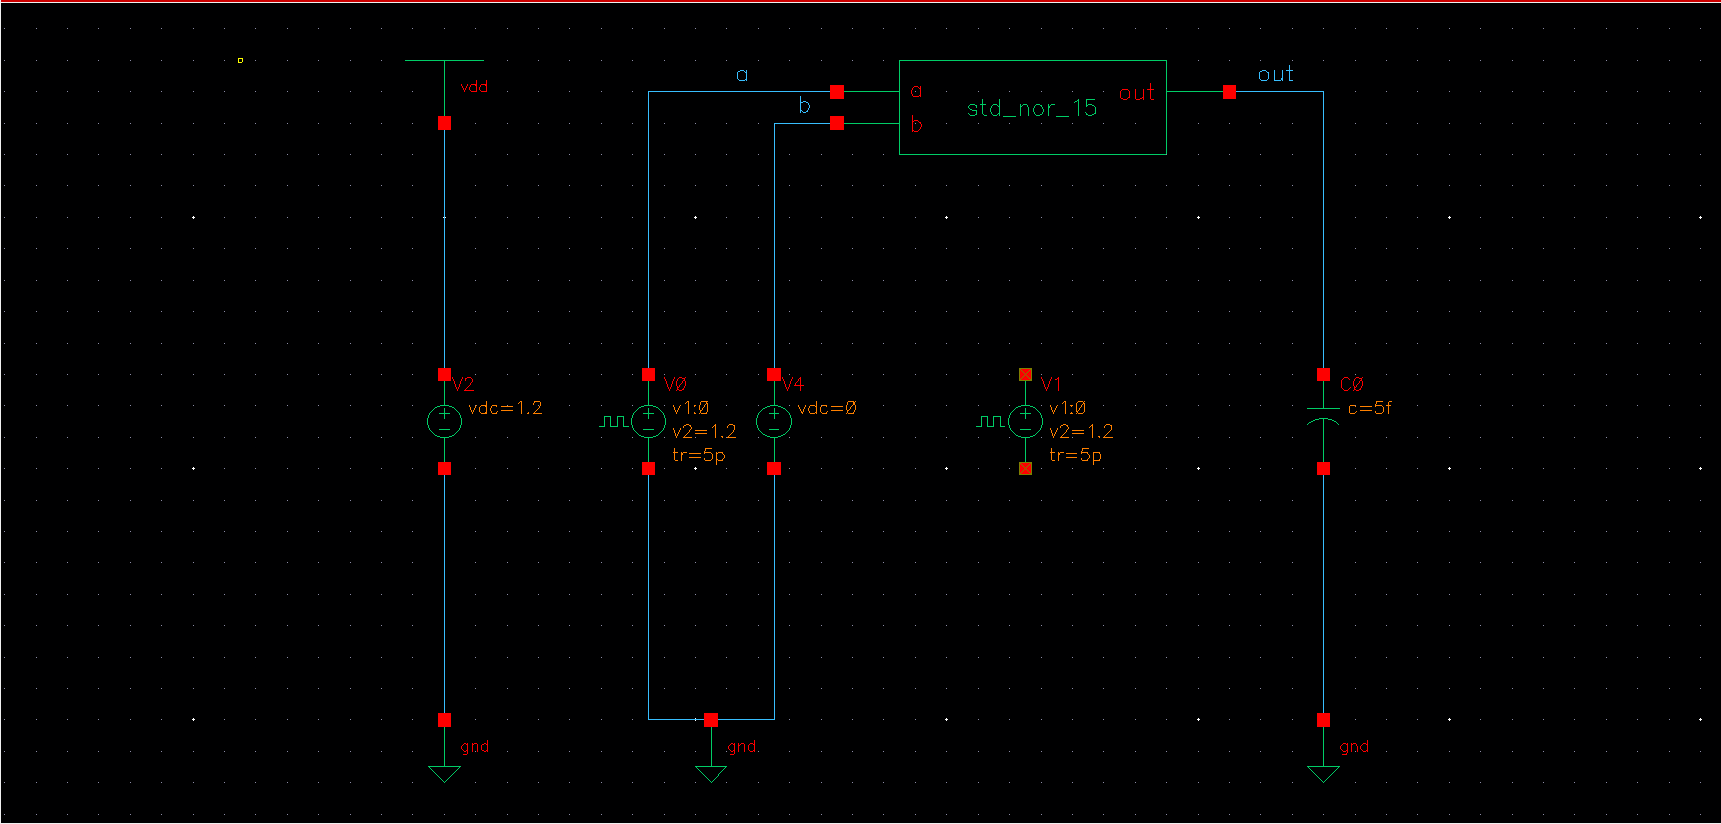 vdd
a
b
a
b
std_nor_15
out
out
V2
vdc=1.2
V0
v1:0
v2=1.2
tr=5p
V4
vdc=0
V1
v1:0
v2=1.2
tr=5p
C0
c=5f
gnd
gnd
gnd